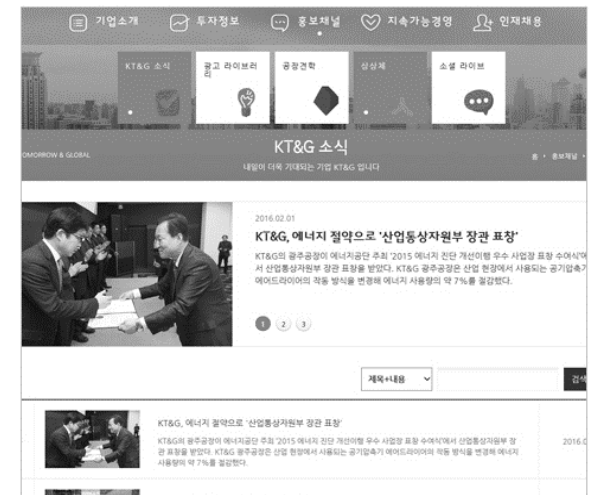 기업소개 투자정보 홍보채널 지속가능경영 인재채용
KT&G 소식
광고 라이브러
리
공장견학
상상체
소셜 라이브
KT&G 소식
OMORROW & GLOBAL
내일이 더욱 기대되는 기업 KT&G 입니다
홈 • 홍보채널 •
2016.02.01
KT&G, 에너지 절약으로 '산업통상자원부 장관 표창'
KT&G의 광주공장이 에너지공단 주최 '2015 에너지 진단 개선이행 우수 사업장 표창 수여식'에
서 산업통상자원부 장관 표창을 받았다. KT&G 광주공장은 산업 현장에서 사용되는 공기압축기
에어드라이어의 작동 방식을 변경해 에너지 사용량의 약 7%를 절감했다.
1 2 3
제목+내용
검색
KT&G, 에너지 절약으로 '산업통상자원부 장관 표창'
KT&G의 광주공장이 에너지공단 주최 '2015 에너지 진단 개선이행 우수 사업장 표창 수여식'에서 산업통상자원부 장
관 표창을 받았다. KT&G 광주공장은 산업 현장에서 사용되는 공기압축기 에어드라이어의 작동 방식을 변경해 에너지
사용량의 약 7%를 절감했다.
2016.0